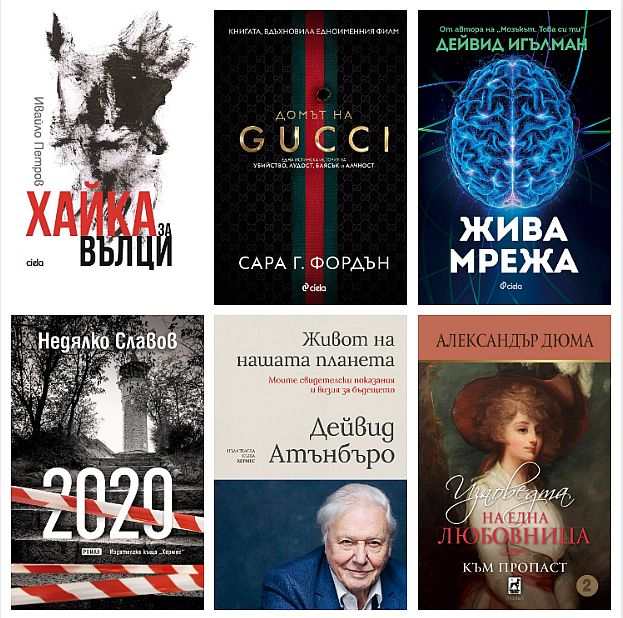 Ивайло Петров
ХАЙКА
ЗА
ВЪЛЦИ
ciela
КНИГАТА, ВДЪХНОВИЛА ЕДНОИМЕННИЯ ФИЛМ
ДОМЪТ НА
GUCCI
ЕДНА ИСТИНСКА ИСТОРИЯ ЗА
УБИЙСТВО, ЛУДОСТ, БЛЯСЪК И АЛЧНОСТ
САРА Г. ФОРДЪН
ciela
От автора на „Мозъкът. Това си ти"
ДЕЙВИД ИГЪЛМАН
ЖИВА
МРЕЖА
ciela
Недялко Славов
2020
РОМАН
Издателска къща „Хермес"
Живот на
нашата планета
Моите свидетелски показания
и визия за бъдещето
Дейвид
Атънбъро
ИЗДАТЕЛСКА
КЪЩА
ХЕРМЕС
АЛЕКСАНДЪР ДЮМА
Изповедта
НА ЕДНА
ЛЮБОВНИЦА
КЪМ ПРОПАСТ
ПЛЕЯДА
2